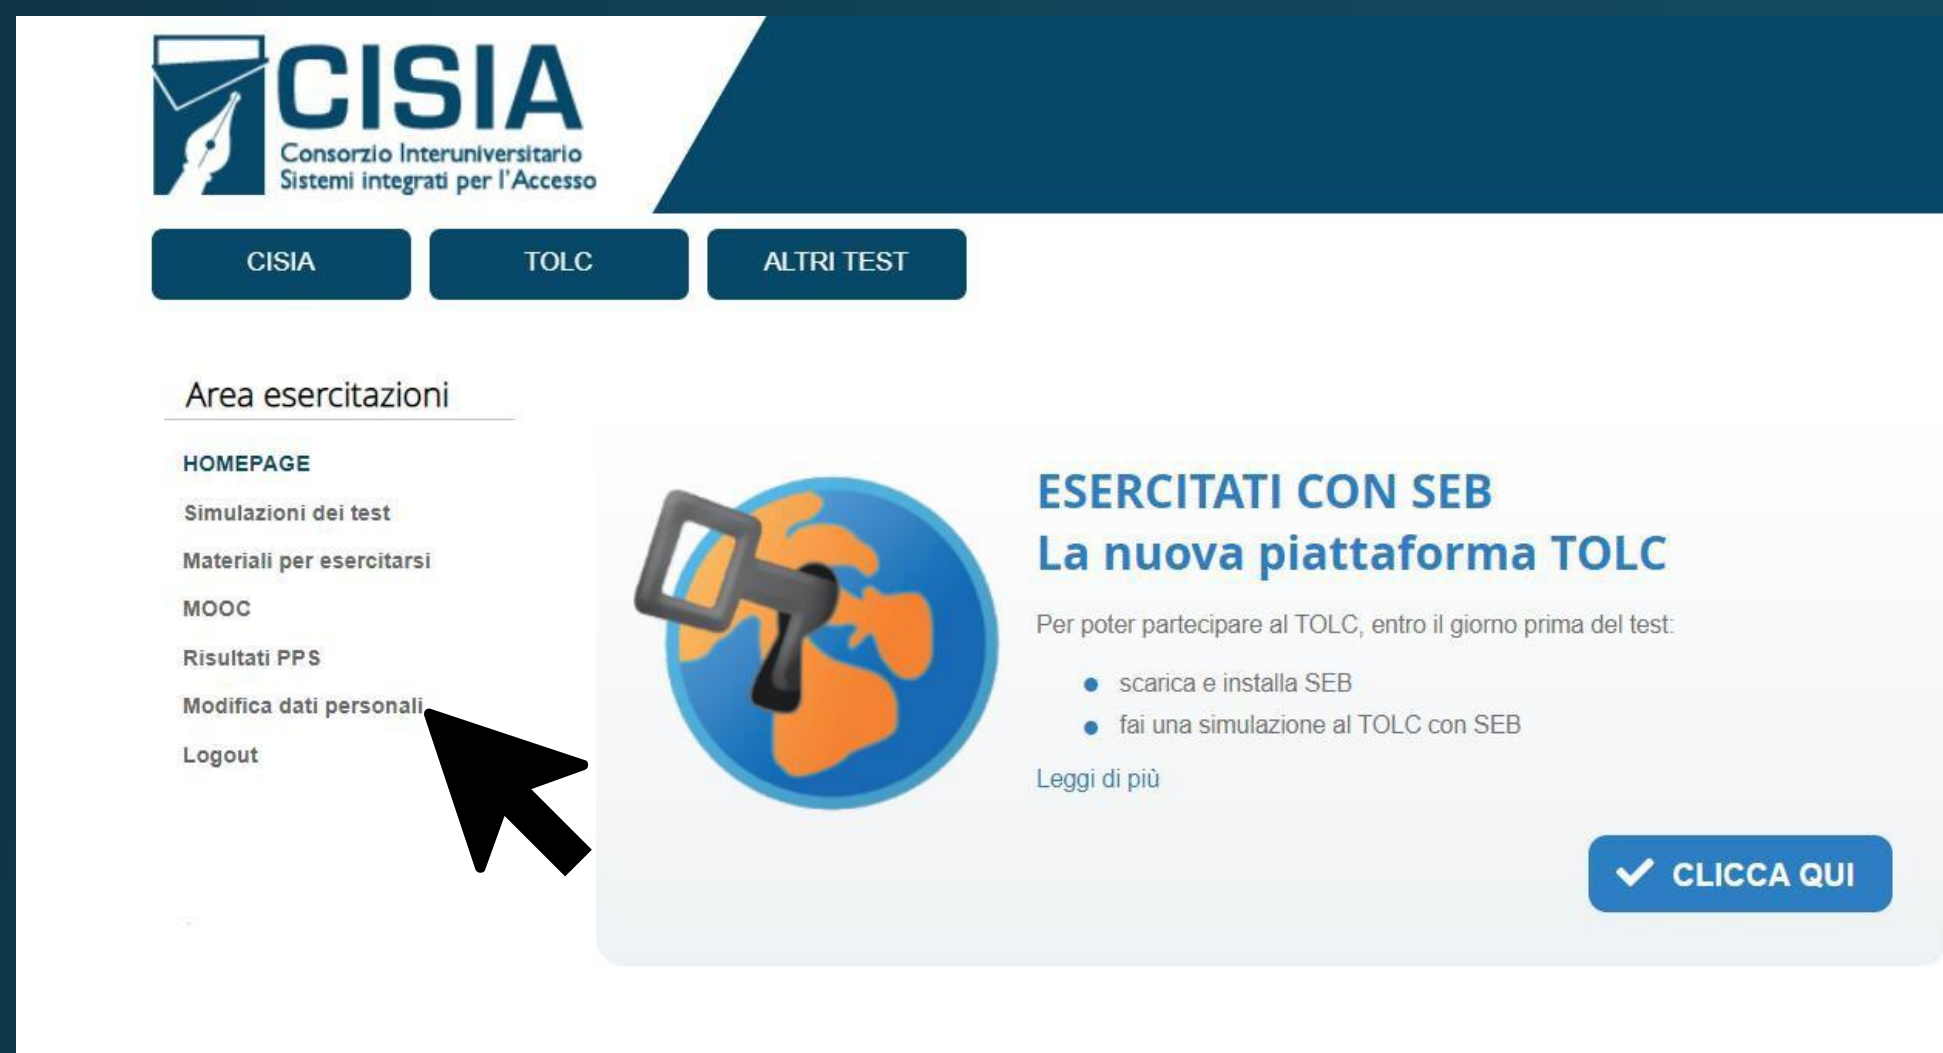 CISIA
Consorzio Interuniversitario
Sistemi integrati per l'Accesso
CISIA
TOLC
ALTRI TEST
Area esercitazioni
HOMEPAGE
Simulazioni dei test
Materiali per esercitarsi
MOOC
Risultati PPS
Modifica dati personali
Logout
ESERCITATI CON SEB
La nuova piattaforma TOLC
Per poter partecipare al TOLC, entro il giorno prima del test:
scarica e installa SEB
fai una simulazione al TOLC con SEB
Leggi di più
CLICCA QUI